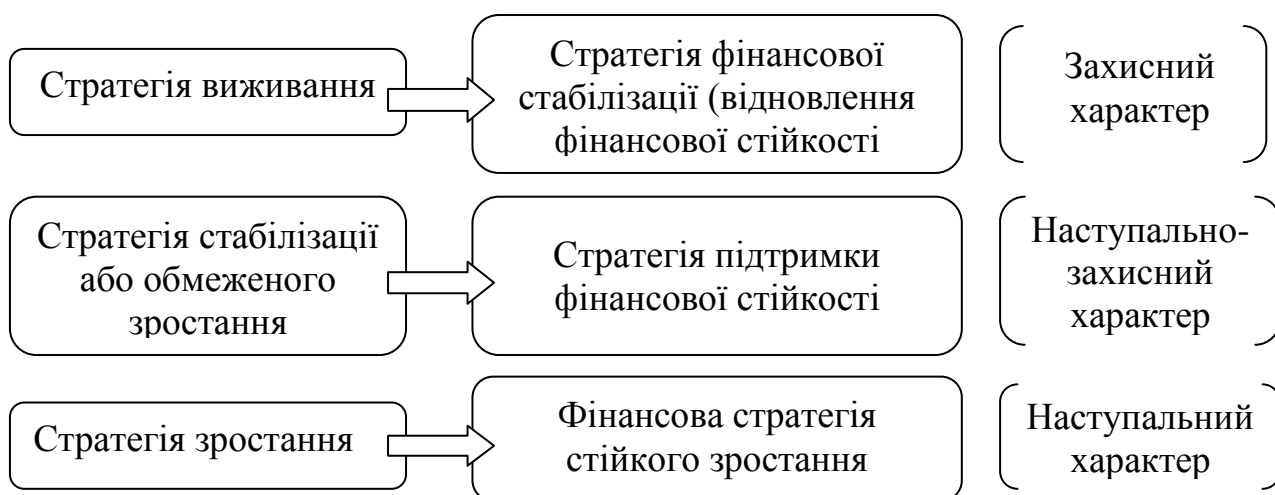 Стратегія виживання
Стратегія фінансової
стабілізації (відновлення
фінансової стійкості
Захисний
характер
Стратегія стабілізації
або обмеженого
зростання
Стратегія підтримки
фінансової стійкості
Наступально-
захисний
характер
Стратегія зростання
Фінансова стратегія
стійкого зростання
Наступальний
характер